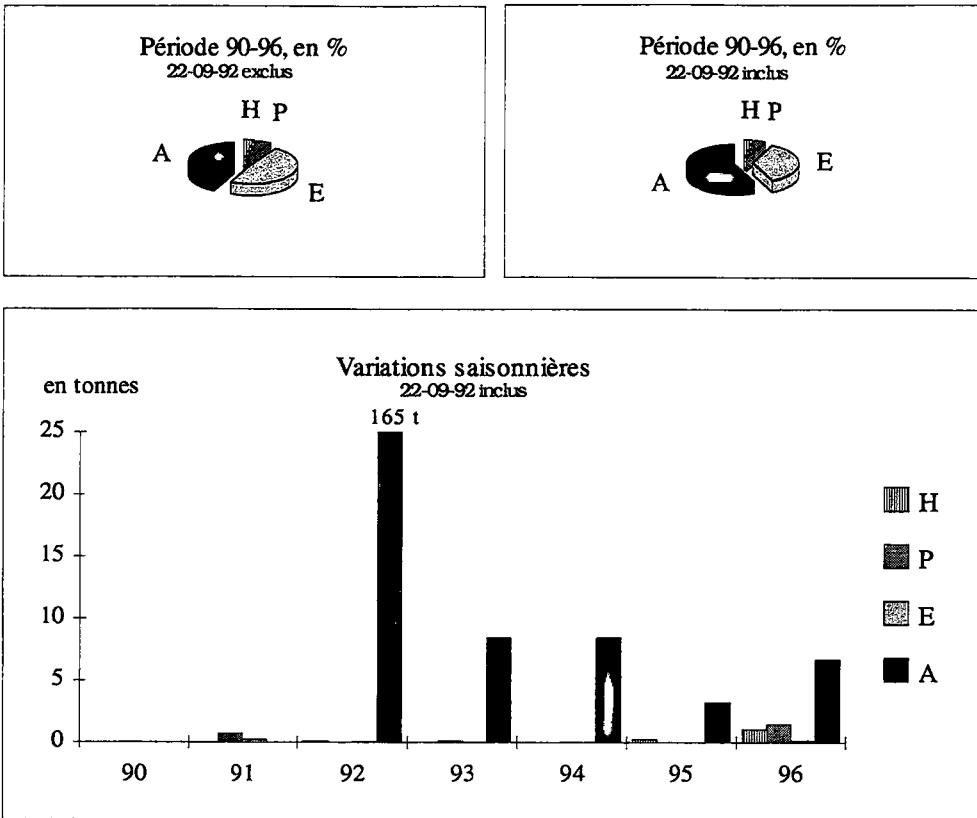 Période 90-96, en %
22-09-92 exclus
H P
A
E
Période 90-96, en %
22-09-92 inclus
H P
E
A
Variations saisonnières
22-09-92 inclus
en tonnes
165 t
25
20
15
10
5
0
90 91 92 93 94 95 96
H
P
E
A